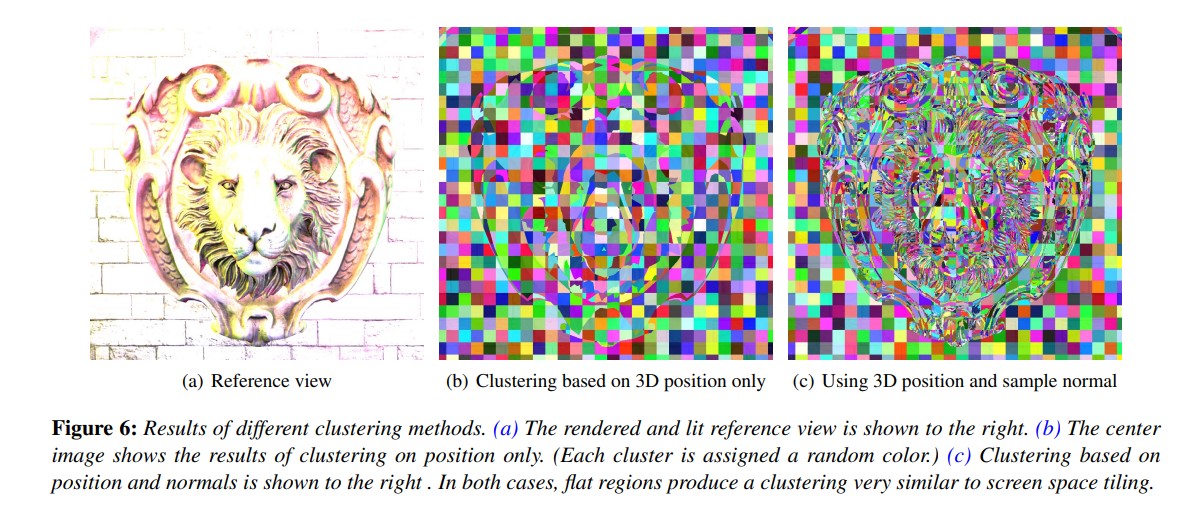 (a) Reference view
(b) Clustering based on 3D position only
(c) Using 3D position and sample normal
Figure 6: Results of different clustering methods. (a) The rendered and lit reference view is shown to the right. (b) The center
image shows the results of clustering on position only. (Each cluster is assigned a random color.) (c) Clustering based on
position and normals is shown to the right . In both cases, flat regions produce a clustering very similar to screen space tiling.